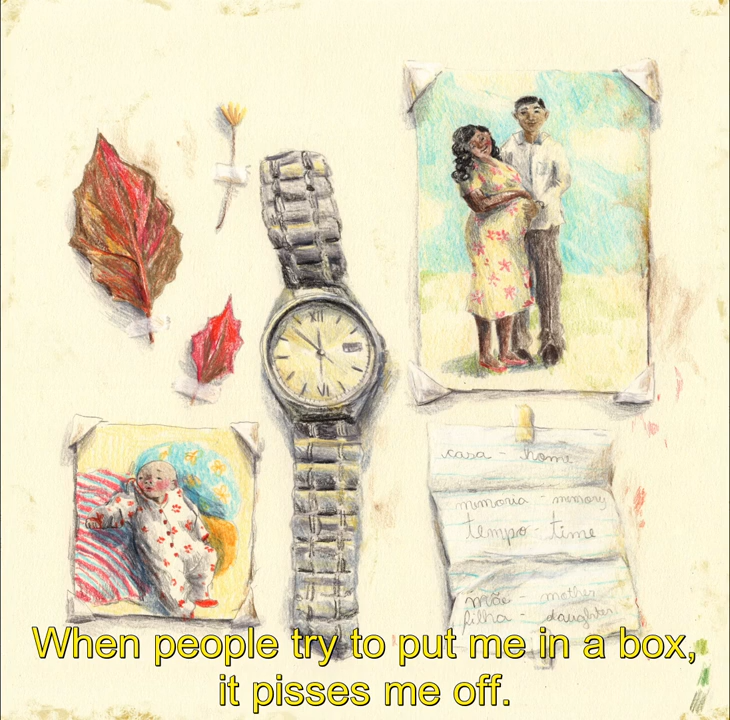 casa - home
memoria - memory
tempo - time
mãe - mother
filha - daughter
When people try to put me in a box,
it pisses me off.